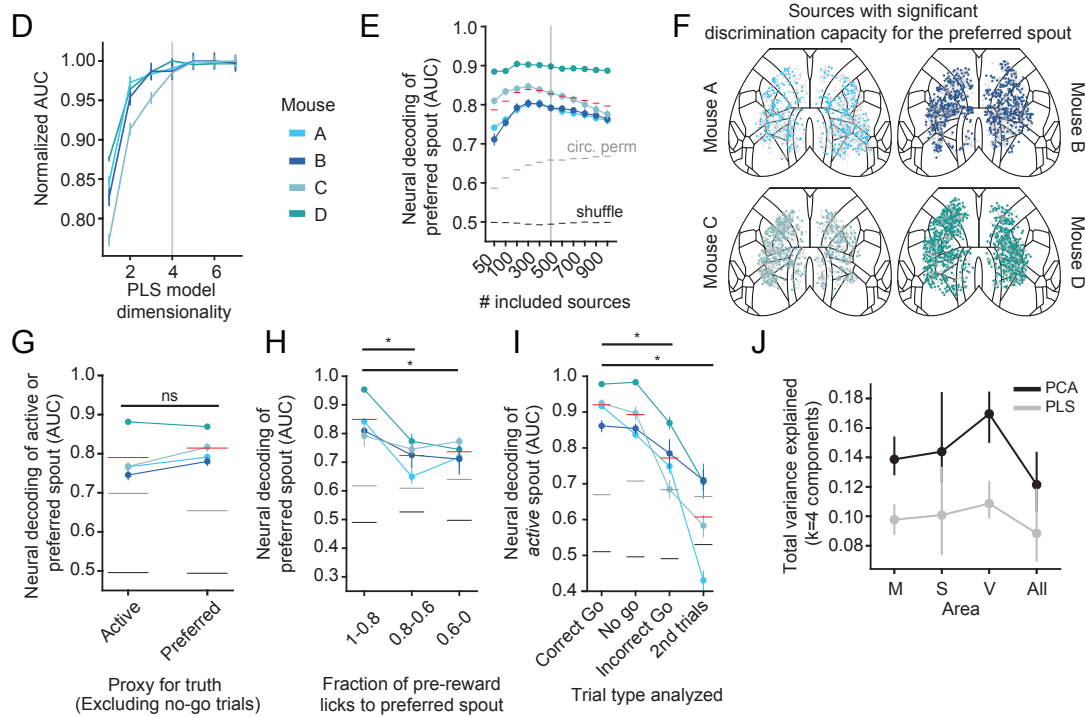 D
Normalized AUC
1.00
0.95
0.90
0.85
0.80
2
4
6
PLS model
dimensionality
Mouse
A
B
C
D
E
Neural decoding of
preferred spout (AUC)
1.0
0.9
0.8
0.7
0.6
0.5
circ. perm
shuffle
50
100
300
500
700
900
# included sources
Sources with significant
discrimination capacity for the preferred spout
F
Mouse A
Mouse B
Mouse C
Mouse D
G
Neural decoding of active or
preferred spout (AUC)
1.0
0.9
0.8
0.7
0.6
0.5
ns
Active
Preferred
Proxy for truth
(Excluding no-go trials)
H
Neural decoding of
preferred spout (AUC)
1.0
0.9
0.8
0.7
0.6
0.5
0.4
0.3
*
*
1-0.8
0.8-0.6
0.6-0
Fraction of pre-reward
licks to preferred spout
I
Neural decoding of
active spout (AUC)
1.0
0.9
0.8
0.7
0.6
0.5
0.4
*
*
Correct Go
No go
Incorrect Go
2nd trials
Trial type analyzed
J
Total variance explained
(k=4 components)
0.18
0.16
0.14
0.12
0.10
0.08
PCA
PLS
M
S
V
All
Area